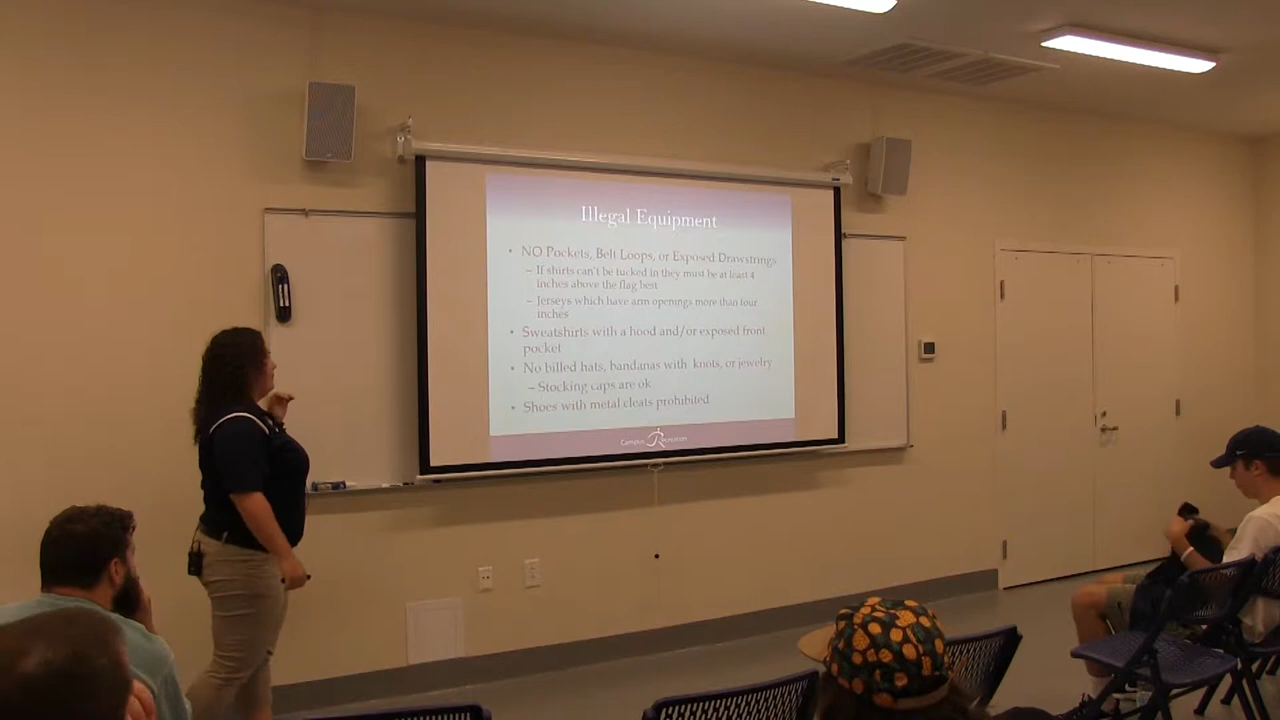 Illegal Equipment
• NO Pockets, Belt Loops, or Exposed Drawstrings
– If shirts can't be tucked in they must be at least 4
inches above the flag best
– Jerseys which have arm openings more than four
inches
• Sweatshirts with a hood and/or exposed front
pocket
• No billed hats, bandanas with knots, or jewelry
– Stocking caps are ok
• Shoes with metal cleats prohibited
Campus Recreation